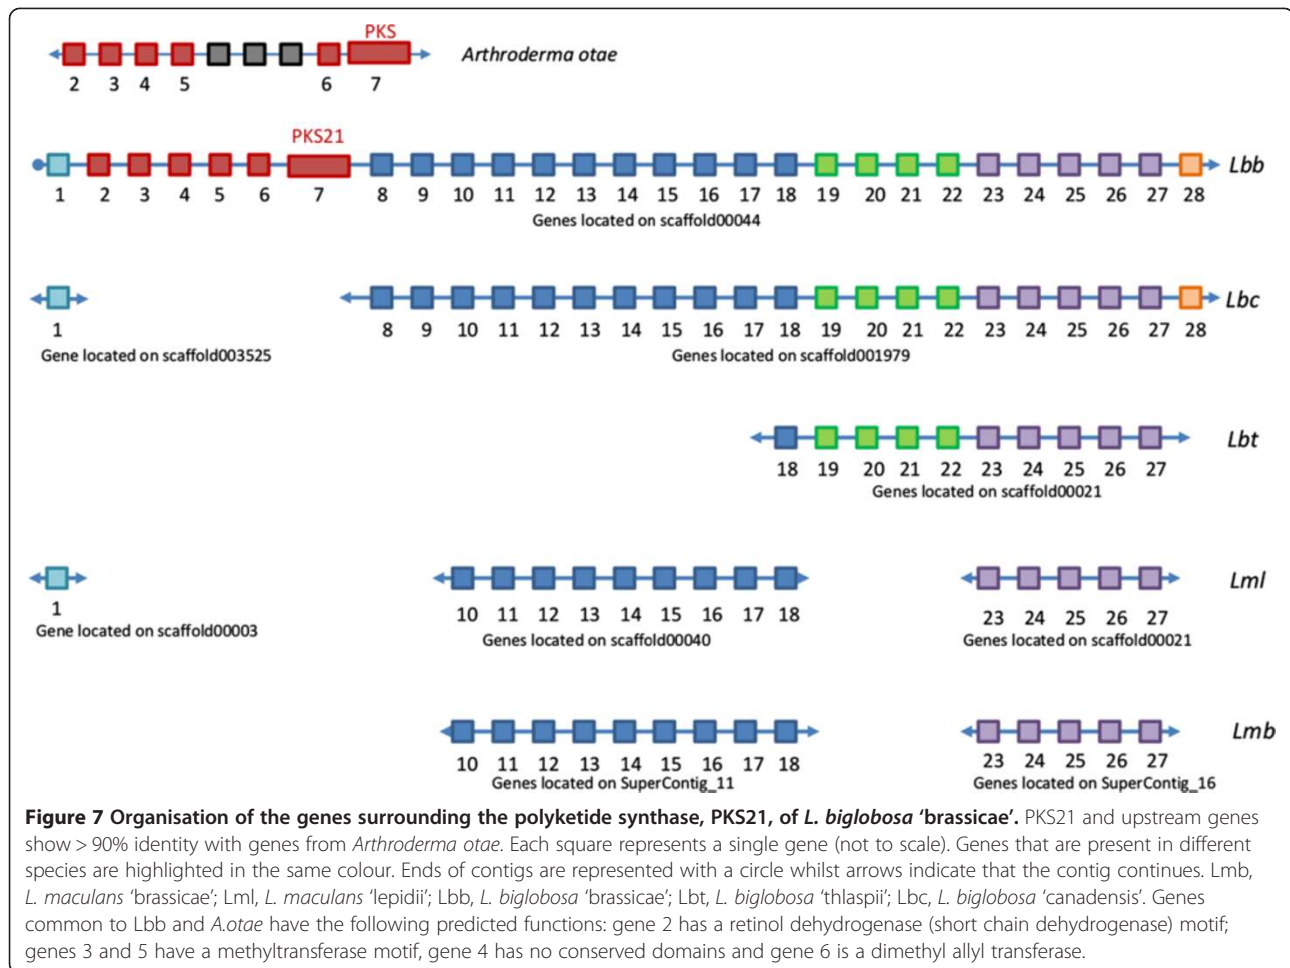 PKS
Arthroderma otae
2 3 4 5 6 7
PKS21
Lbb
1 2 3 4 5 6 7 8 9 10 11 12 13 14 15 16 17 18 19 20 21 22 23 24 25 26 27 28
Genes located on scaffold00044
Lbc
1 8 9 10 11 12 13 14 15 16 17 18 19 20 21 22 23 24 25 26 27 28
Gene located on scaffold003525 Genes located on scaffold001979
Lbt
18 19 20 21 22 23 24 25 26 27
Genes located on scaffold00021
Lml
1 10 11 12 13 14 15 16 17 18 23 24 25 26 27
Gene located on scaffold00003 Genes located on scaffold00040 Genes located on scaffold00021
Lmb
10 11 12 13 14 15 16 17 18 23 24 25 26 27
Genes located on SuperContig_11 Genes located on SuperContig_16
Figure 7 Organisation of the genes surrounding the polyketide synthase, PKS21, of L. biglobosa ‘brassicae’. PKS21 and upstream genes
show > 90% identity with genes from Arthroderma otae. Each square represents a single gene (not to scale). Genes that are present in different
species are highlighted in the same colour. Ends of contigs are represented with a circle whilst arrows indicate that the contig continues. Lmb,
L. maculans ‘brassicae’; Lml, L. maculans ‘lepidii’; Lbb, L. biglobosa ‘brassicae’; Lbt, L. biglobosa ‘thlaspii’; Lbc, L. biglobosa ‘canadensis’. Genes
common to Lbb and A.otae have the following predicted functions: gene 2 has a retinol dehydrogenase (short chain dehydrogenase) motif;
genes 3 and 5 have a methyltransferase motif, gene 4 has no conserved domains and gene 6 is a dimethyl allyl transferase.